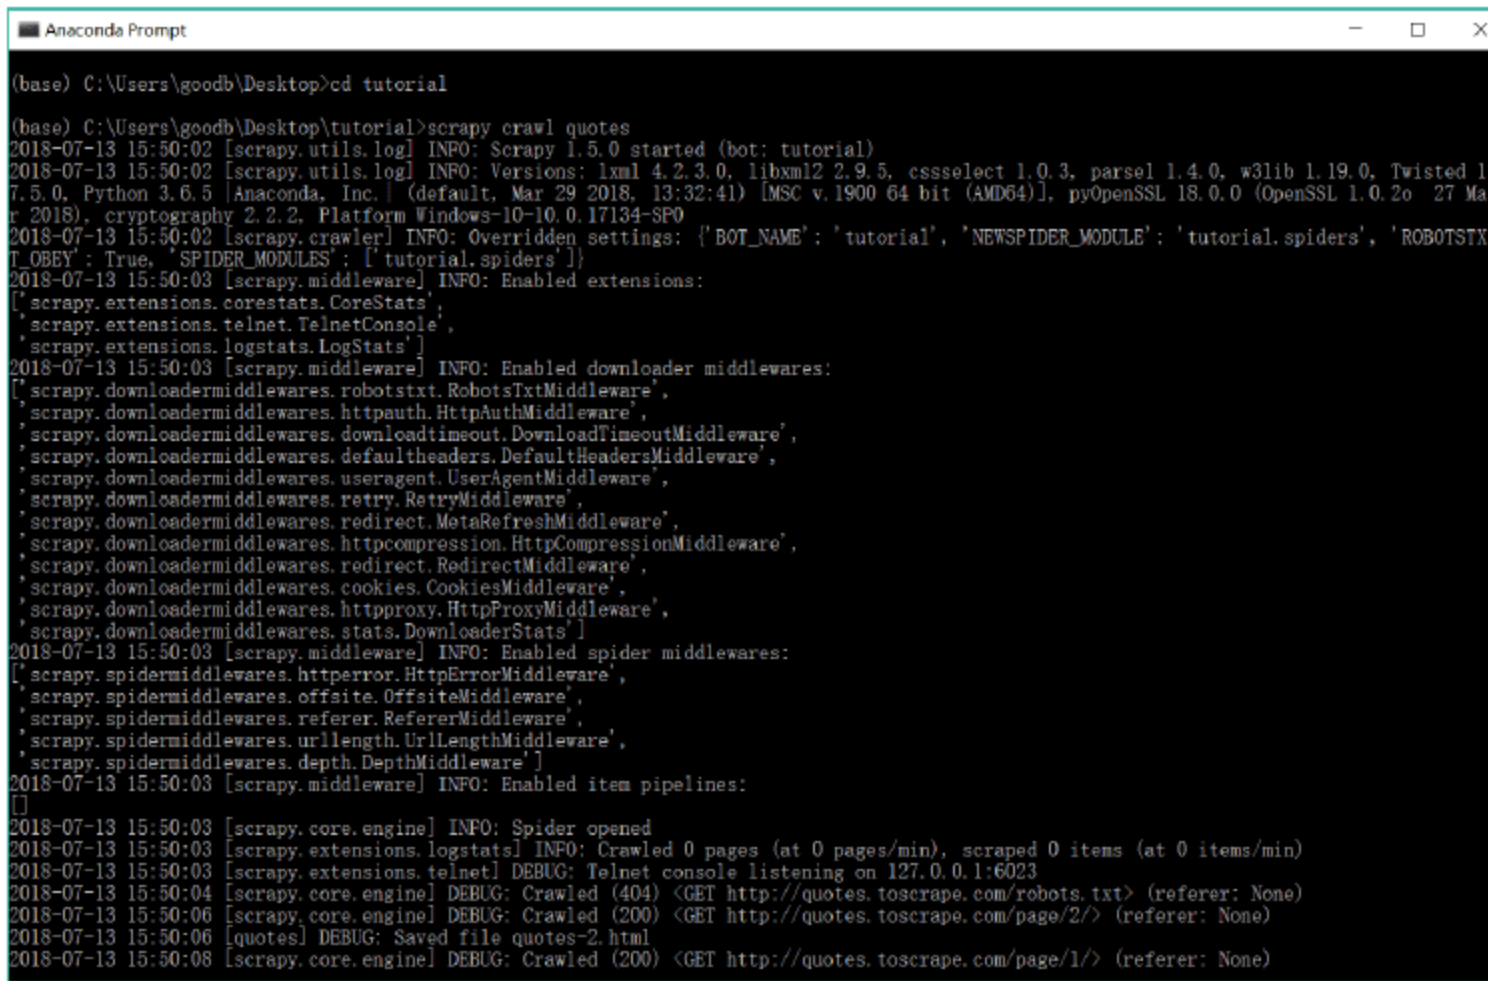 Anaconda Prompt
(base) C:\Users\goodb\Desktop>cd tutorial
(base) C:\Users\goodb\Desktop\tutorial>scrapy crawl quotes
2018-07-13 15:50:02 [scrapy.utils.log] INFO: Scrapy 1.5.0 started (bot: tutorial)
2018-07-13 15:50:02 [scrapy.utils.log] INFO: Versions: lxml 4.2.3.0, libxml2 2.9.5, cssselect 1.0.3, parsel 1.4.0, w3lib 1.19.0, Twisted 1
7.5.0, Python 3.6.5 |Anaconda, Inc.| (default, Mar 29 2018, 13:32:41) [MSC v.1900 64 bit (AMD64)], pyOpenSSL 18.0.0 (OpenSSL 1.0.2o  27 Ma
r 2018), cryptography 2.2.2, Platform Windows-10-10.0.17134-SP0
2018-07-13 15:50:02 [scrapy.crawler] INFO: Overridden settings: {'BOT_NAME': 'tutorial', 'NEWSPIDER_MODULE': 'tutorial.spiders', 'ROBOTSTX
T_OBEY': True, 'SPIDER_MODULES': ['tutorial.spiders']}
2018-07-13 15:50:03 [scrapy.middleware] INFO: Enabled extensions:
['scrapy.extensions.corestats.CoreStats',
 'scrapy.extensions.telnet.TelnetConsole',
 'scrapy.extensions.logstats.LogStats']
2018-07-13 15:50:03 [scrapy.middleware] INFO: Enabled downloader middlewares:
['scrapy.downloadermiddlewares.robotstxt.RobotsTxtMiddleware',
 'scrapy.downloadermiddlewares.httpauth.HttpAuthMiddleware',
 'scrapy.downloadermiddlewares.downloadtimeout.DownloadTimeoutMiddleware',
 'scrapy.downloadermiddlewares.defaultheaders.DefaultHeadersMiddleware',
 'scrapy.downloadermiddlewares.useragent.UserAgentMiddleware',
 'scrapy.downloadermiddlewares.retry.RetryMiddleware',
 'scrapy.downloadermiddlewares.redirect.MetaRefreshMiddleware',
 'scrapy.downloadermiddlewares.httpcompression.HttpCompressionMiddleware',
 'scrapy.downloadermiddlewares.redirect.RedirectMiddleware',
 'scrapy.downloadermiddlewares.cookies.CookiesMiddleware',
 'scrapy.downloadermiddlewares.httpproxy.HttpProxyMiddleware',
 'scrapy.downloadermiddlewares.stats.DownloaderStats']
2018-07-13 15:50:03 [scrapy.middleware] INFO: Enabled spider middlewares:
['scrapy.spidermiddlewares.httperror.HttpErrorMiddleware',
 'scrapy.spidermiddlewares.offsite.OffsiteMiddleware',
 'scrapy.spidermiddlewares.referer.RefererMiddleware',
 'scrapy.spidermiddlewares.urllength.UrlLengthMiddleware',
 'scrapy.spidermiddlewares.depth.DepthMiddleware']
2018-07-13 15:50:03 [scrapy.middleware] INFO: Enabled item pipelines:
[]
2018-07-13 15:50:03 [scrapy.core.engine] INFO: Spider opened
2018-07-13 15:50:03 [scrapy.extensions.logstats] INFO: Crawled 0 pages (at 0 pages/min), scraped 0 items (at 0 items/min)
2018-07-13 15:50:03 [scrapy.extensions.telnet] DEBUG: Telnet console listening on 127.0.0.1:6023
2018-07-13 15:50:04 [scrapy.core.engine] DEBUG: Crawled (404) <GET http://quotes.toscrape.com/robots.txt> (referer: None)
2018-07-13 15:50:06 [scrapy.core.engine] DEBUG: Crawled (200) <GET http://quotes.toscrape.com/page/2/> (referer: None)
2018-07-13 15:50:06 [quotes] DEBUG: Saved file quotes-2.html
2018-07-13 15:50:08 [scrapy.core.engine] DEBUG: Crawled (200) <GET http://quotes.toscrape.com/page/1/> (referer: None)